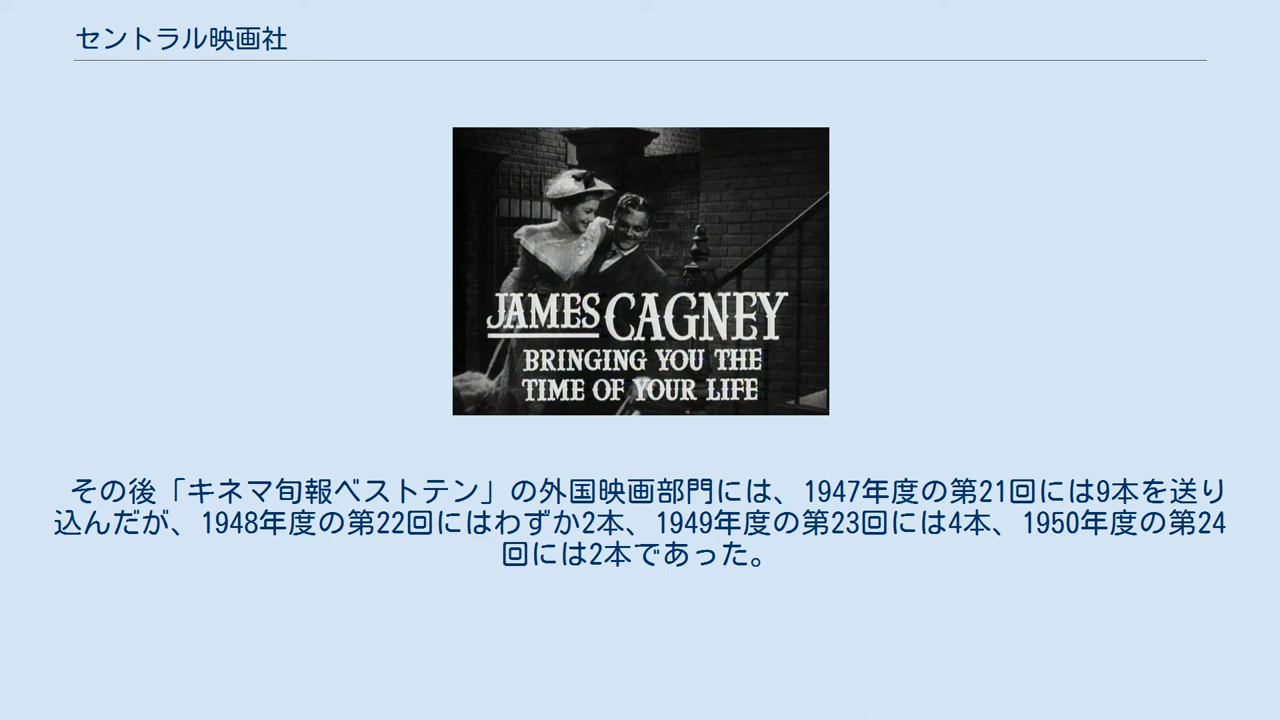 セントラル映画社
JAMES CAGNEY
BRINGING YOU THE
TIME OF YOUR LIFE
その後「キネマ旬報ベストテン」の外国映画部門には、1947年度の第21回には9本を送り
込んだが、1948年度の第22回にはわずか2本、1949年度の第23回には4本、1950年度の第24
回には2本であった。